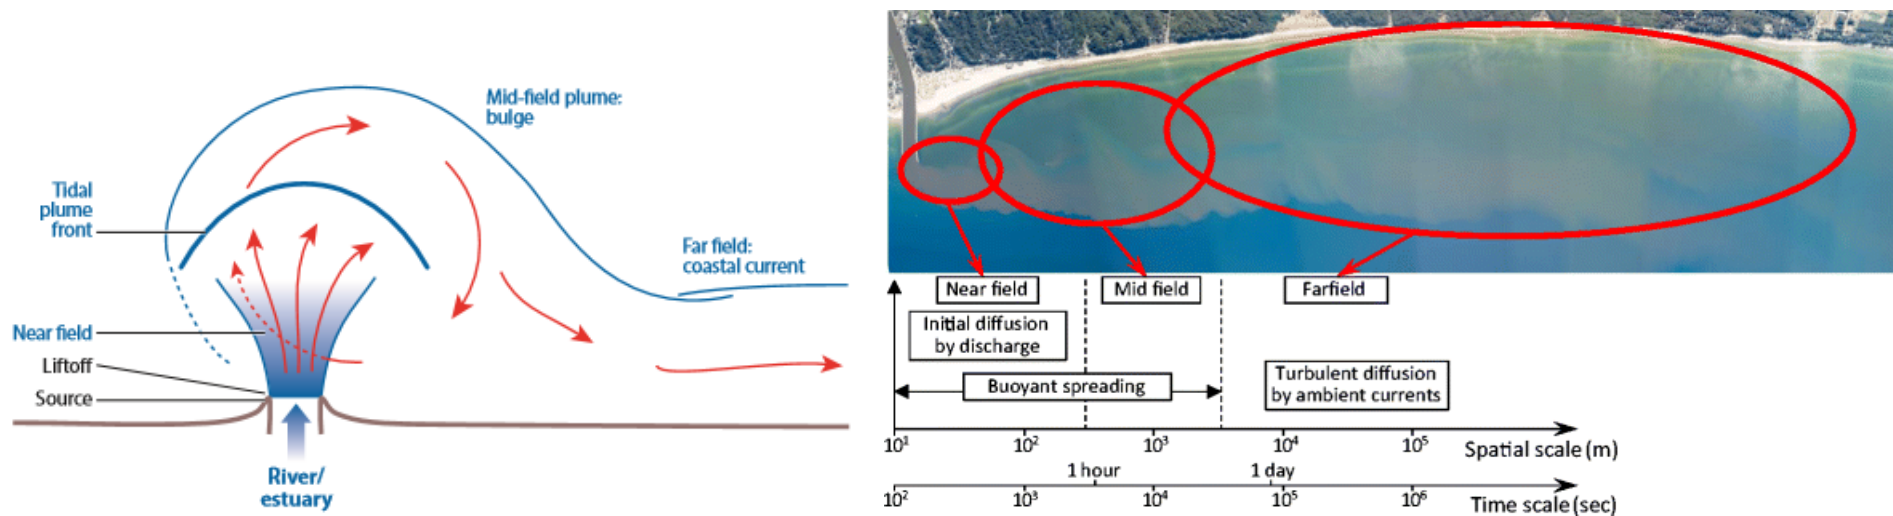 Mid-field plume:
bulge
Tidal
plume
front
Far field:
coastal current
Near field
Liftoff
Source
River/
estuary
Near field
Mid field
Farfield
Initial diffusion
by discharge
Buoyant spreading
Turbulent diffusion
by ambient currents
10¹ 10² 10³ 10⁴ 10⁵ Spatial scale (m)
1 hour 1 day
10² 10³ 10⁴ 10⁵ 10⁶ Time scale (sec)